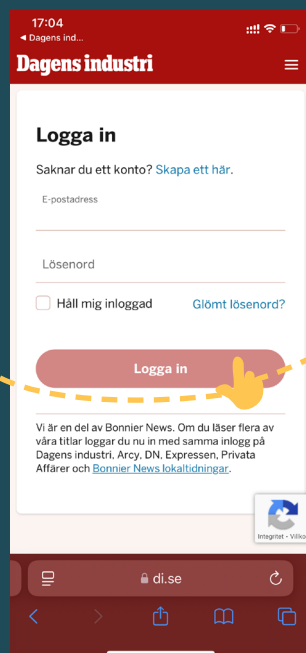 17:04
◀ Dagens ind...
Dagens industri
Logga in
Saknar du ett konto? Skapa ett här.
E-postadress
Lösenord
Håll mig inloggad
Glömt lösenord?
Logga in
Vi är en del av Bonnier News. Om du läser flera av
våra titlar loggar du nu in med samma inlogg på
Dagens industri, Arcy, DN, Expressen, Privata
Affärer och Bonnier News lokaltidningar.
Integritet - Villko
di.se